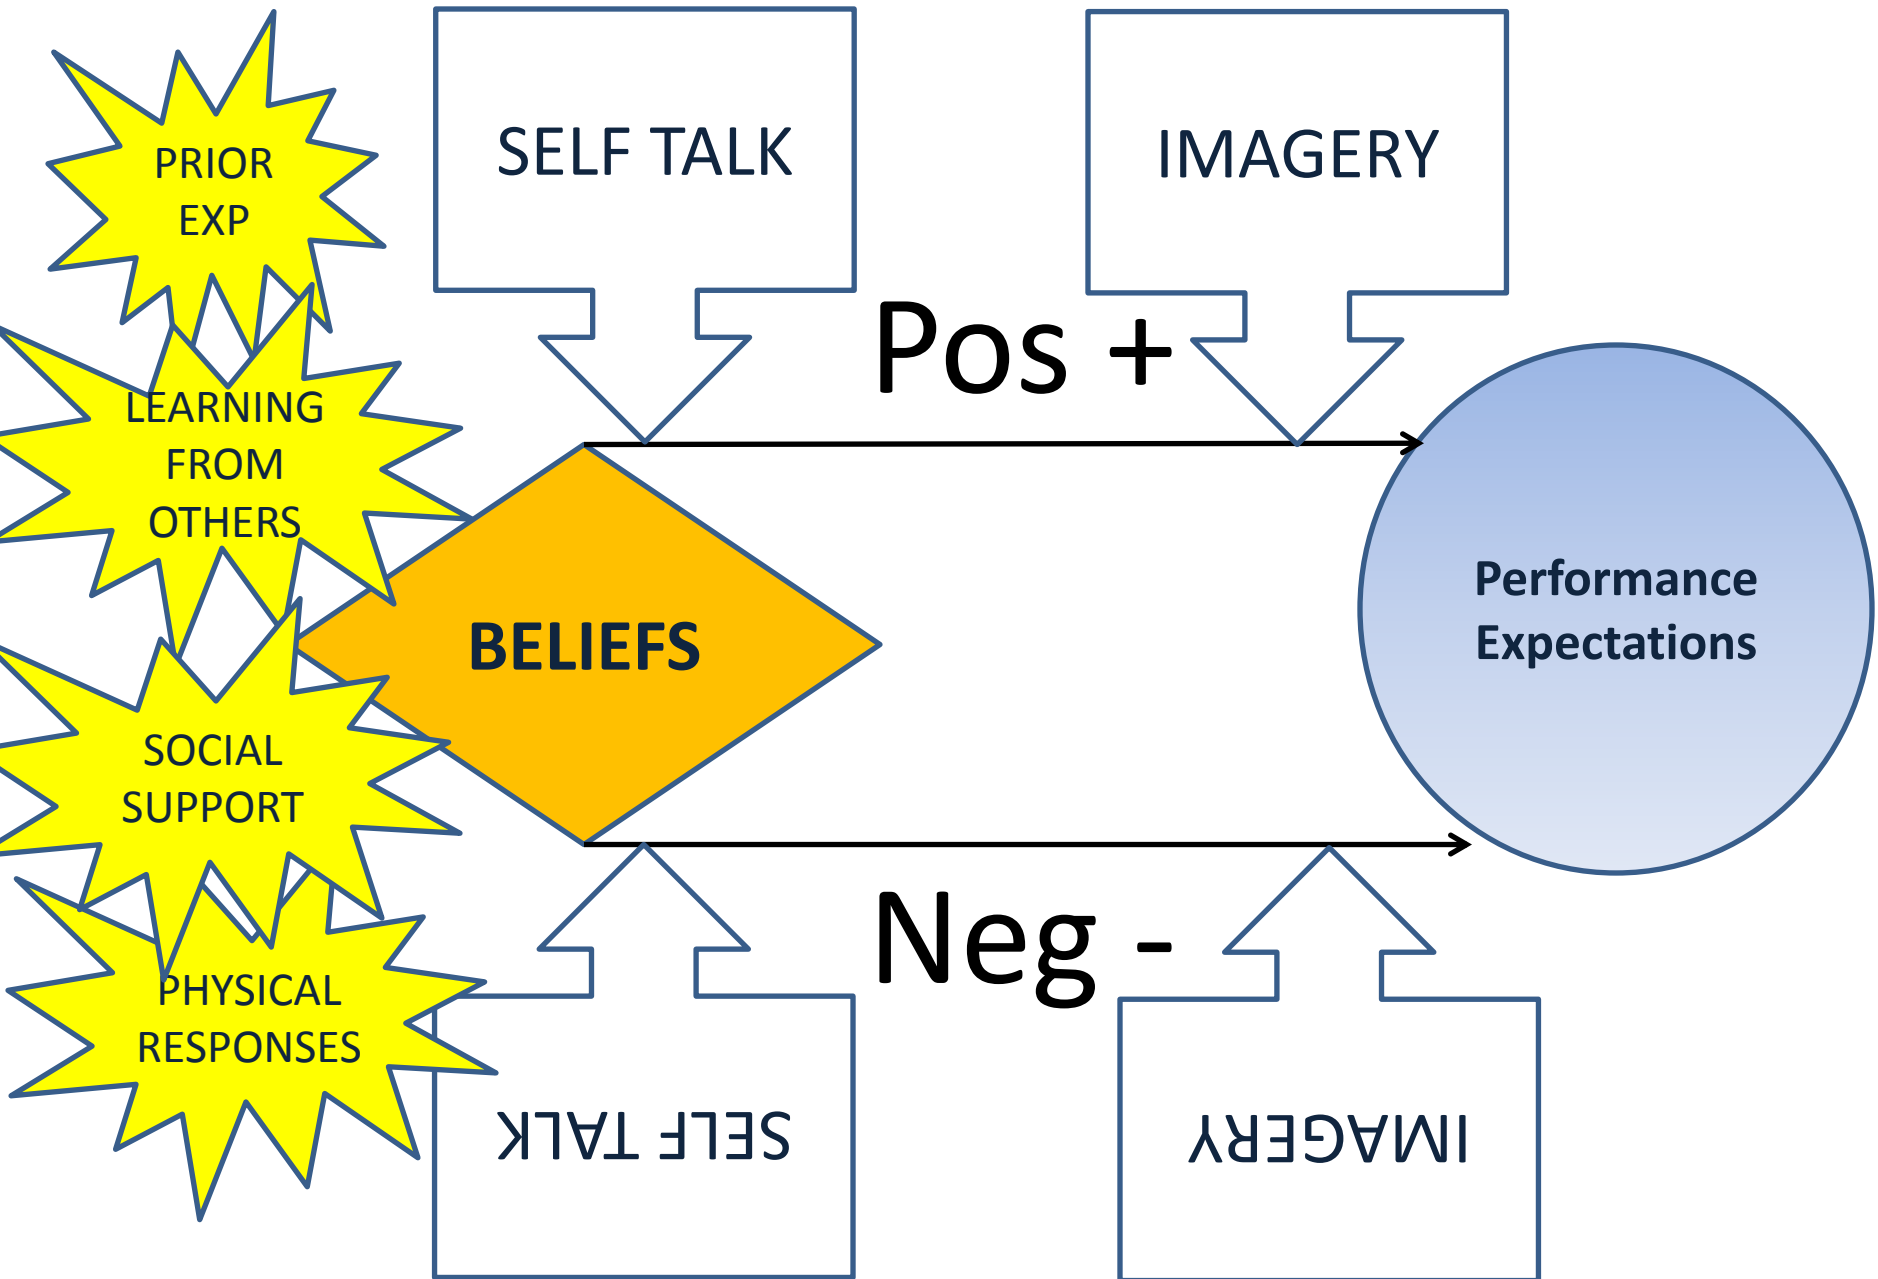 PRIOR
EXP
SELF TALK
IMAGERY
Pos +
LEARNING
FROM
OTHERS
BELIEFS
Performance
Expectations
SOCIAL
SUPPORT
Neg -
PHYSICAL
RESPONSES
SELF TALK
IMAGERY